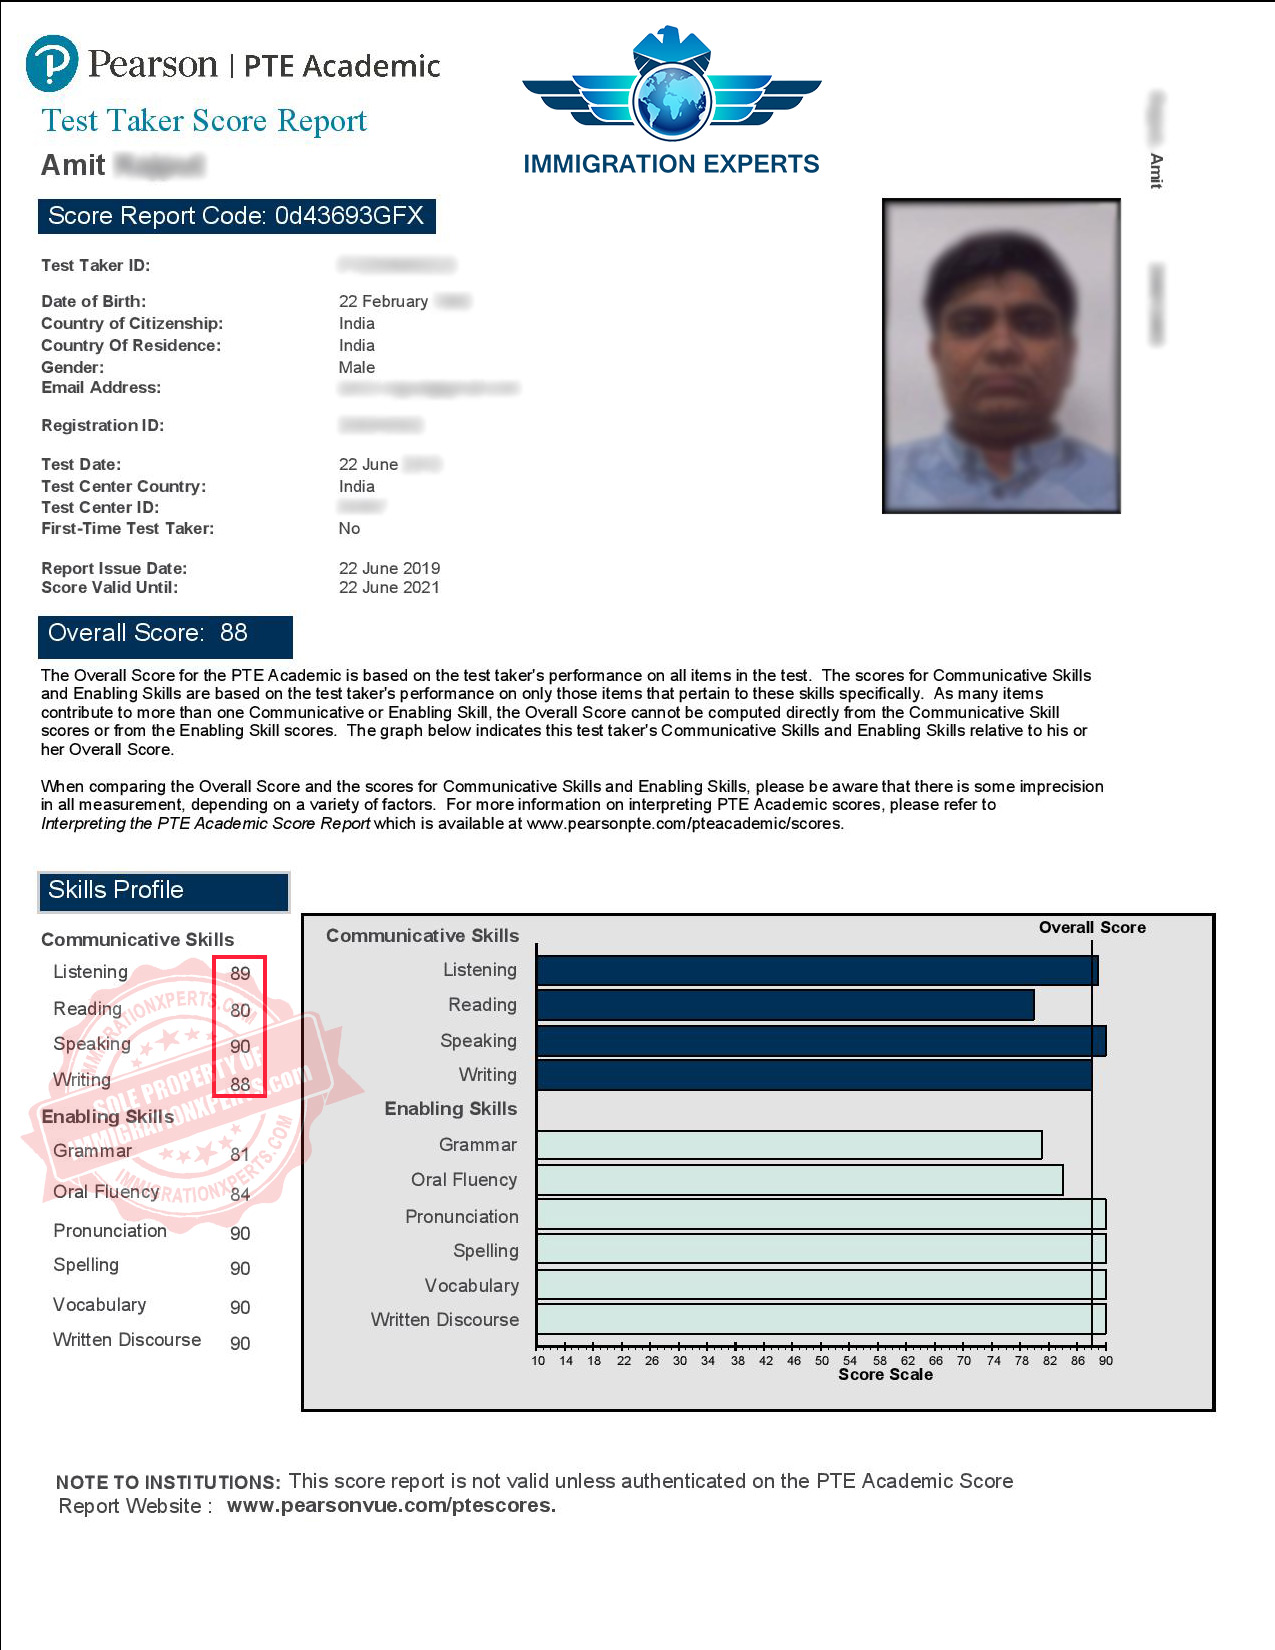 Pearson | PTE Academic
Test Taker Score Report
Amit
IMMIGRATION EXPERTS
Amit
Score Report Code: 0d43693GFX
Test Taker ID:
Date of Birth: 22 February
Country of Citizenship: India
Country Of Residence: India
Gender: Male
Email Address:
Registration ID:
Test Date: 22 June
Test Center Country: India
Test Center ID:
First-Time Test Taker: No
Report Issue Date: 22 June 2019
Score Valid Until: 22 June 2021
Overall Score: 88
The Overall Score for the PTE Academic is based on the test taker's performance on all items in the test. The scores for Communicative Skills
and Enabling Skills are based on the test taker's performance on only those items that pertain to these skills specifically. As many items
contribute to more than one Communicative or Enabling Skill, the Overall Score cannot be computed directly from the Communicative Skill
scores or from the Enabling Skill scores. The graph below indicates this test taker's Communicative Skills and Enabling Skills relative to his or
her Overall Score.
When comparing the Overall Score and the scores for Communicative Skills and Enabling Skills, please be aware that there is some imprecision
in all measurement, depending on a variety of factors. For more information on interpreting PTE Academic scores, please refer to
Interpreting the PTE Academic Score Report which is available at www.pearsonpte.com/pteacademic/scores.
Skills Profile
Communicative Skills
Listening 89
Reading 80
Speaking 90
Writing 88
Enabling Skills
Grammar 81
Oral Fluency 84
Pronunciation 90
Spelling 90
Vocabulary 90
Written Discourse 90
IMMIGRATIONXPERTS.COM
SOLE PROPERTY OF
IMMIGRATIONXPERTS.com
IMMIGRATIONXPERTS.COM
Overall Score
Communicative Skills
Listening
Reading
Speaking
Writing
Enabling Skills
Grammar
Oral Fluency
Pronunciation
Spelling
Vocabulary
Written Discourse
10 14 18 22 26 30 34 38 42 46 50 54 58 62 66 70 74 78 82 86 90
Score Scale
NOTE TO INSTITUTIONS: This score report is not valid unless authenticated on the PTE Academic Score
Report Website : www.pearsonvue.com/ptescores.